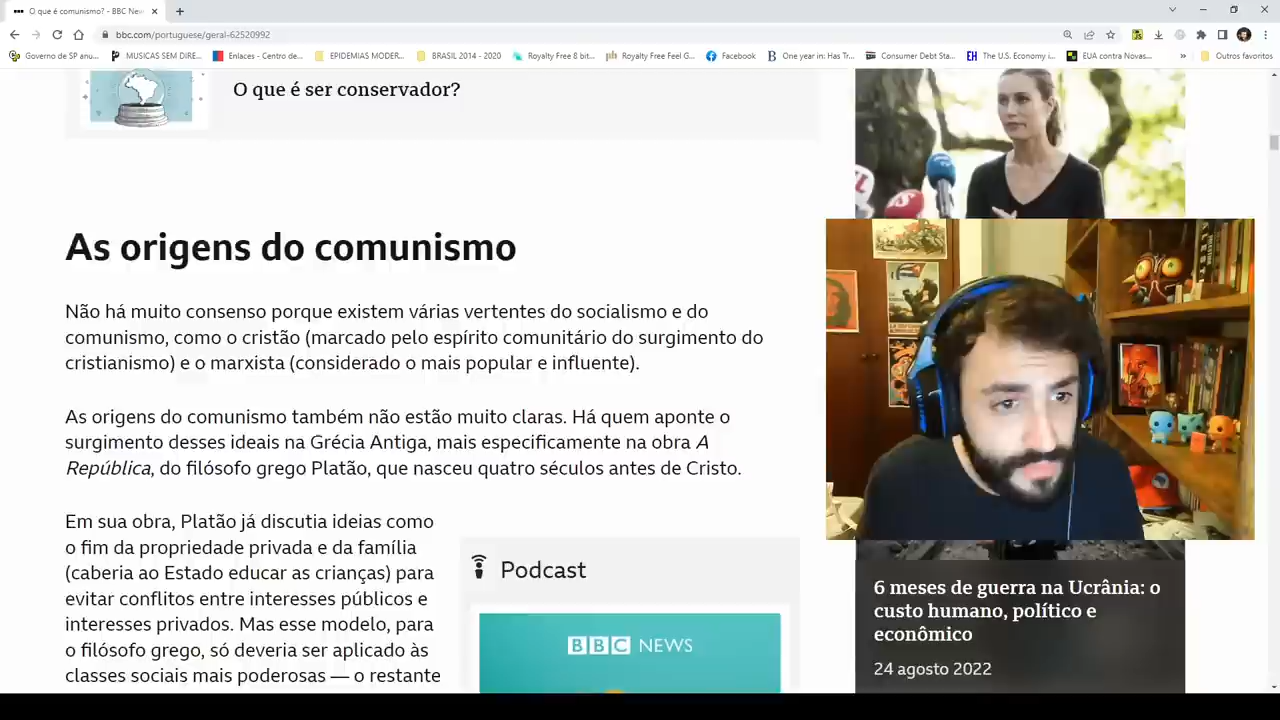 O que é comunismo? - BBC New
bbc.com/portuguese/geral-62520992
Governo de SP anu...
MUSICAS SEM DIRE...
Enlaces - Centro de...
EPIDEMIAS MODER...
BRASIL 2014 - 2020
Royalty Free 8 bit...
Royalty Free Feel G...
Facebook
One year in: Has Tr...
Consumer Debt Sta...
The U.S. Economy i...
EUA contra Novas...
»
Outros favoritos
O que é ser conservador?
As origens do comunismo
Não há muito consenso porque existem várias vertentes do socialismo e do
comunismo, como o cristão (marcado pelo espírito comunitário do surgimento do
cristianismo) e o marxista (considerado o mais popular e influente).
As origens do comunismo também não estão muito claras. Há quem aponte o
surgimento desses ideais na Grécia Antiga, mais especificamente na obra A
República, do filósofo grego Platão, que nasceu quatro séculos antes de Cristo.
Em sua obra, Platão já discutia ideias como
o fim da propriedade privada e da família
(caberia ao Estado educar as crianças) para
evitar conflitos entre interesses públicos e
interesses privados. Mas esse modelo, para
o filósofo grego, só deveria ser aplicado às
classes sociais mais poderosas — o restante
Podcast
BBC NEWS
6 meses de guerra na Ucrânia: o
custo humano, político e
econômico
24 agosto 2022